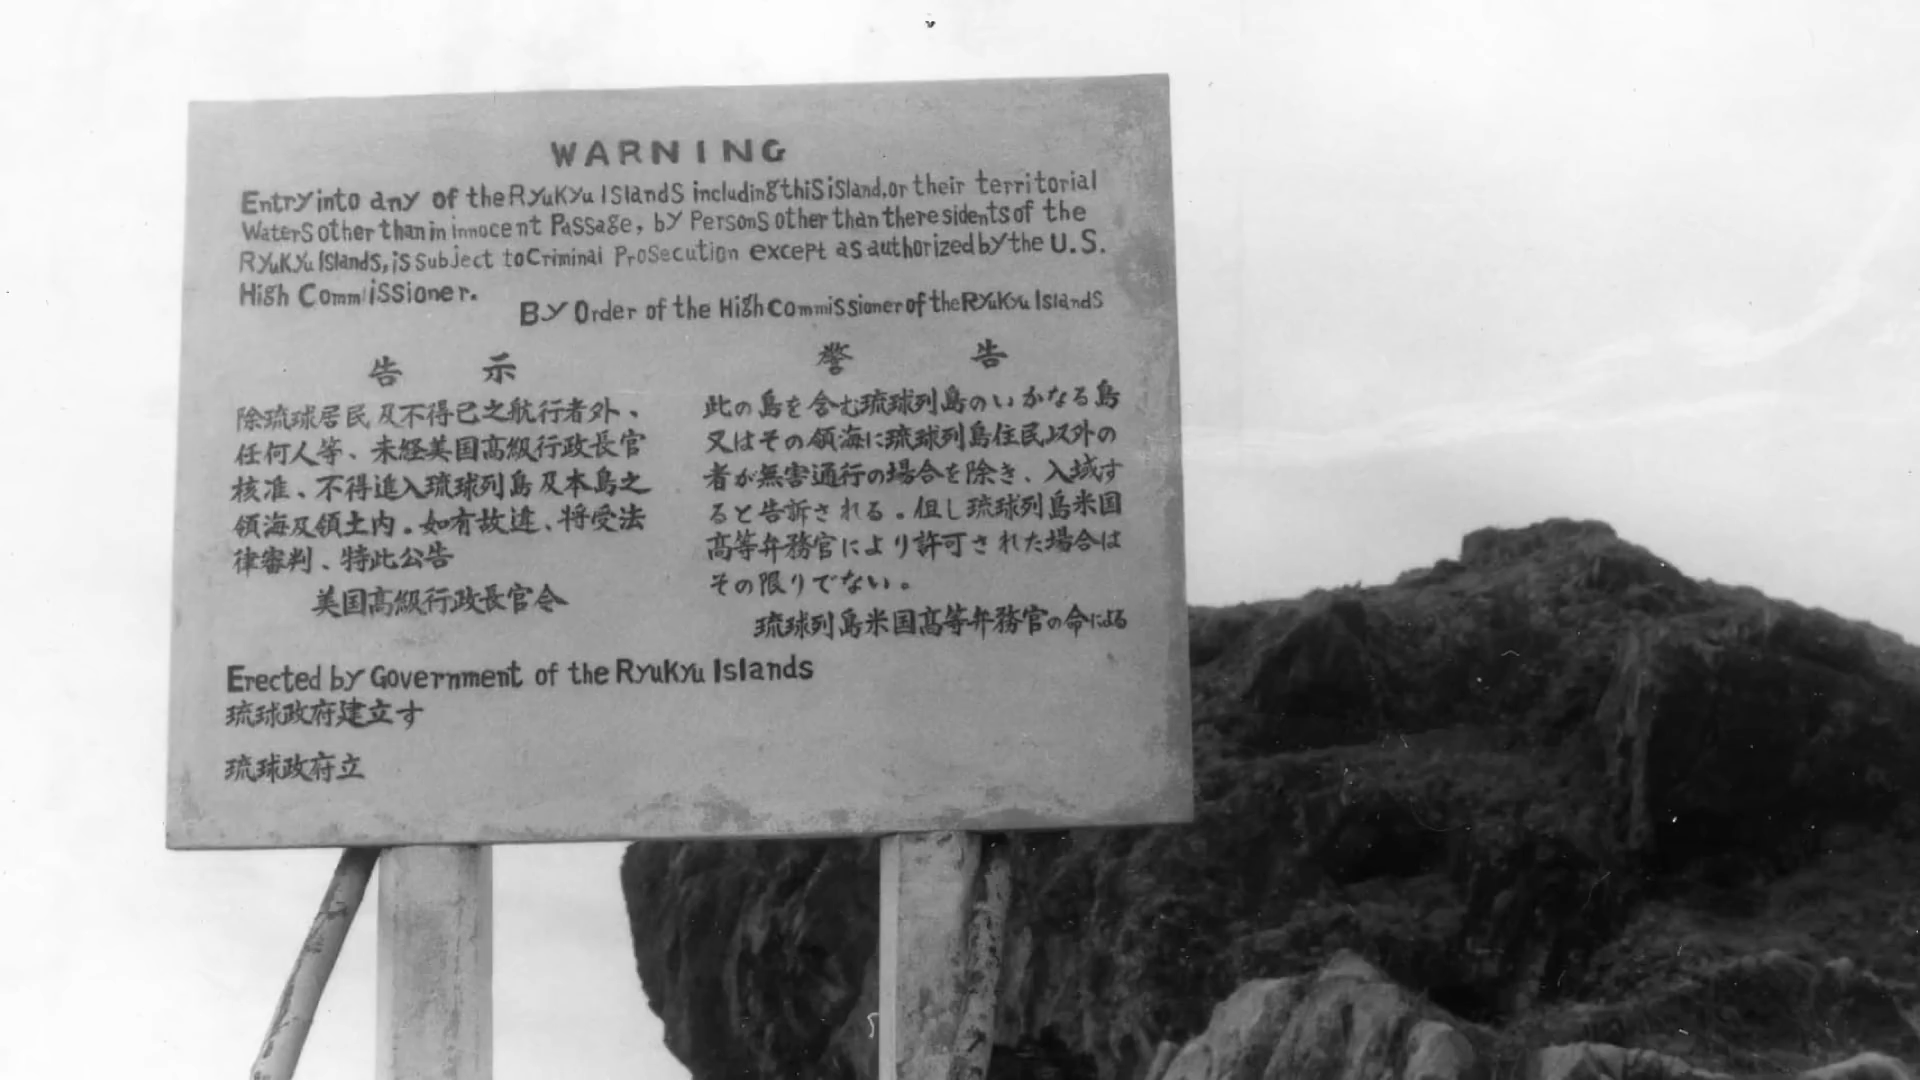 WARNING
Entry into any of the Ryukyu Islands including this island, or their territorial
Waters other than in innocent Passage, by Persons other than the residents of the
Ryukyu Islands, is subject to Criminal Prosecution except as authorized by the U.S.
High Commissioner.
By Order of the High Commissioner of the Ryukyu Islands
告示
除琉球居民及不得已之航行者外、
任何人等、未経美国高級行政長官
核准、不得進入琉球列島及本島之
領海及領土内。如有故違、将受法
律審判、特此公告
美国高級行政長官令
警告
此の島を含む琉球列島のいかなる島
又はその領海に琉球列島住民以外の
者が無害通行の場合を除き、入域す
ると告訴される。但し琉球列島米国
高等弁務官により許可された場合は
その限りでない。
琉球列島米国高等弁務官の命による
Erected by Government of the Ryukyu Islands
琉球政府建立す
琉球政府立